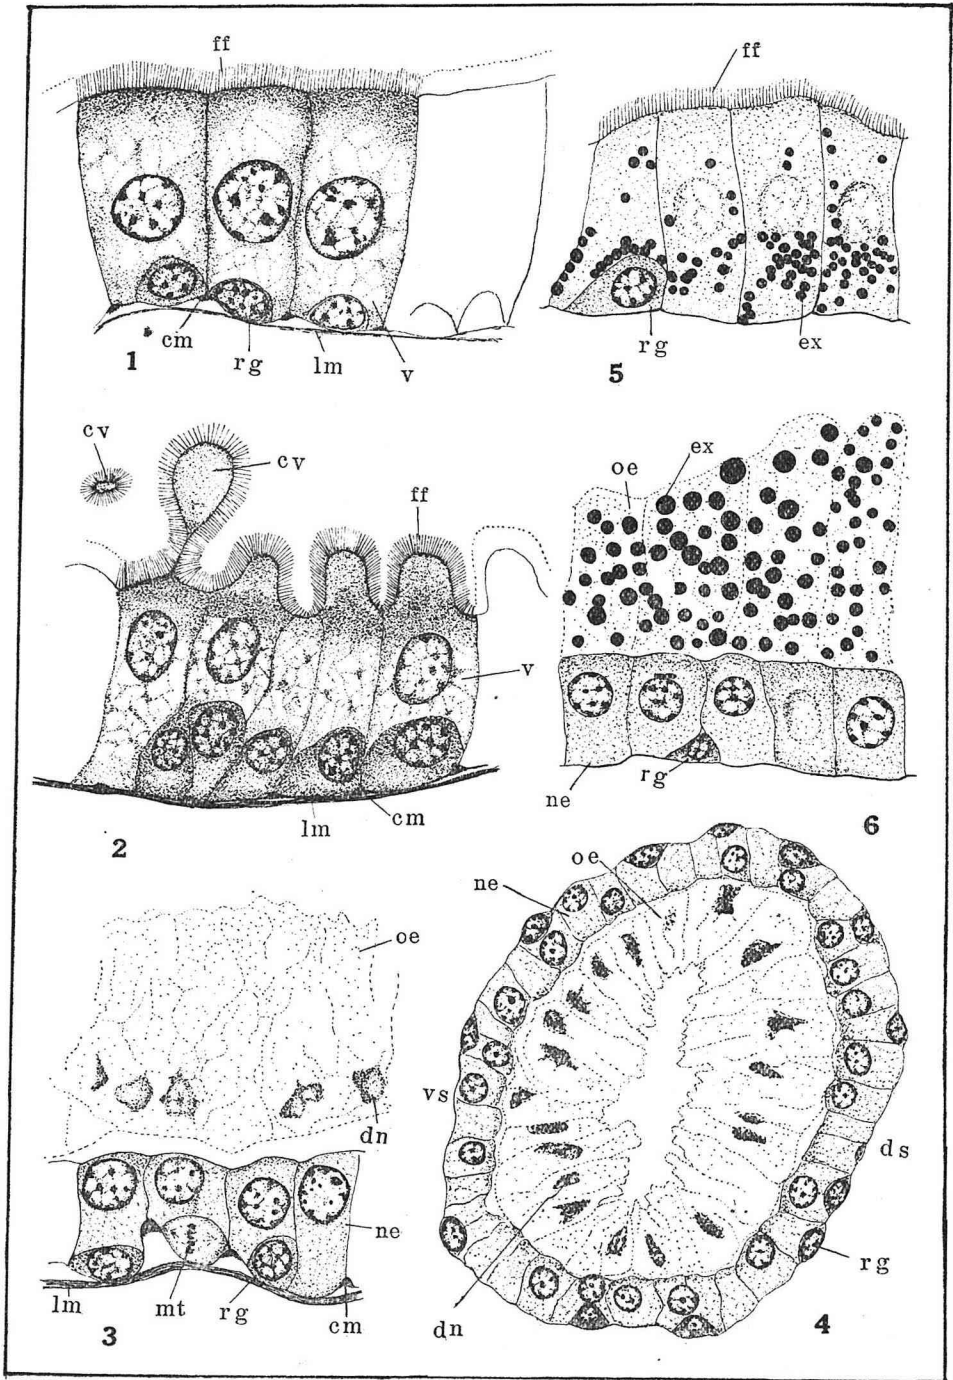 ff
ff
cm
rg
lm
v
1
rg
ex
5
cv
cv
ff
ex
oe
v
lm
cm
2
rg
ne
6
oe
dn
ne
lm
mt
rg
cm
3
oe
ne
vs
ds
rg
dn
4